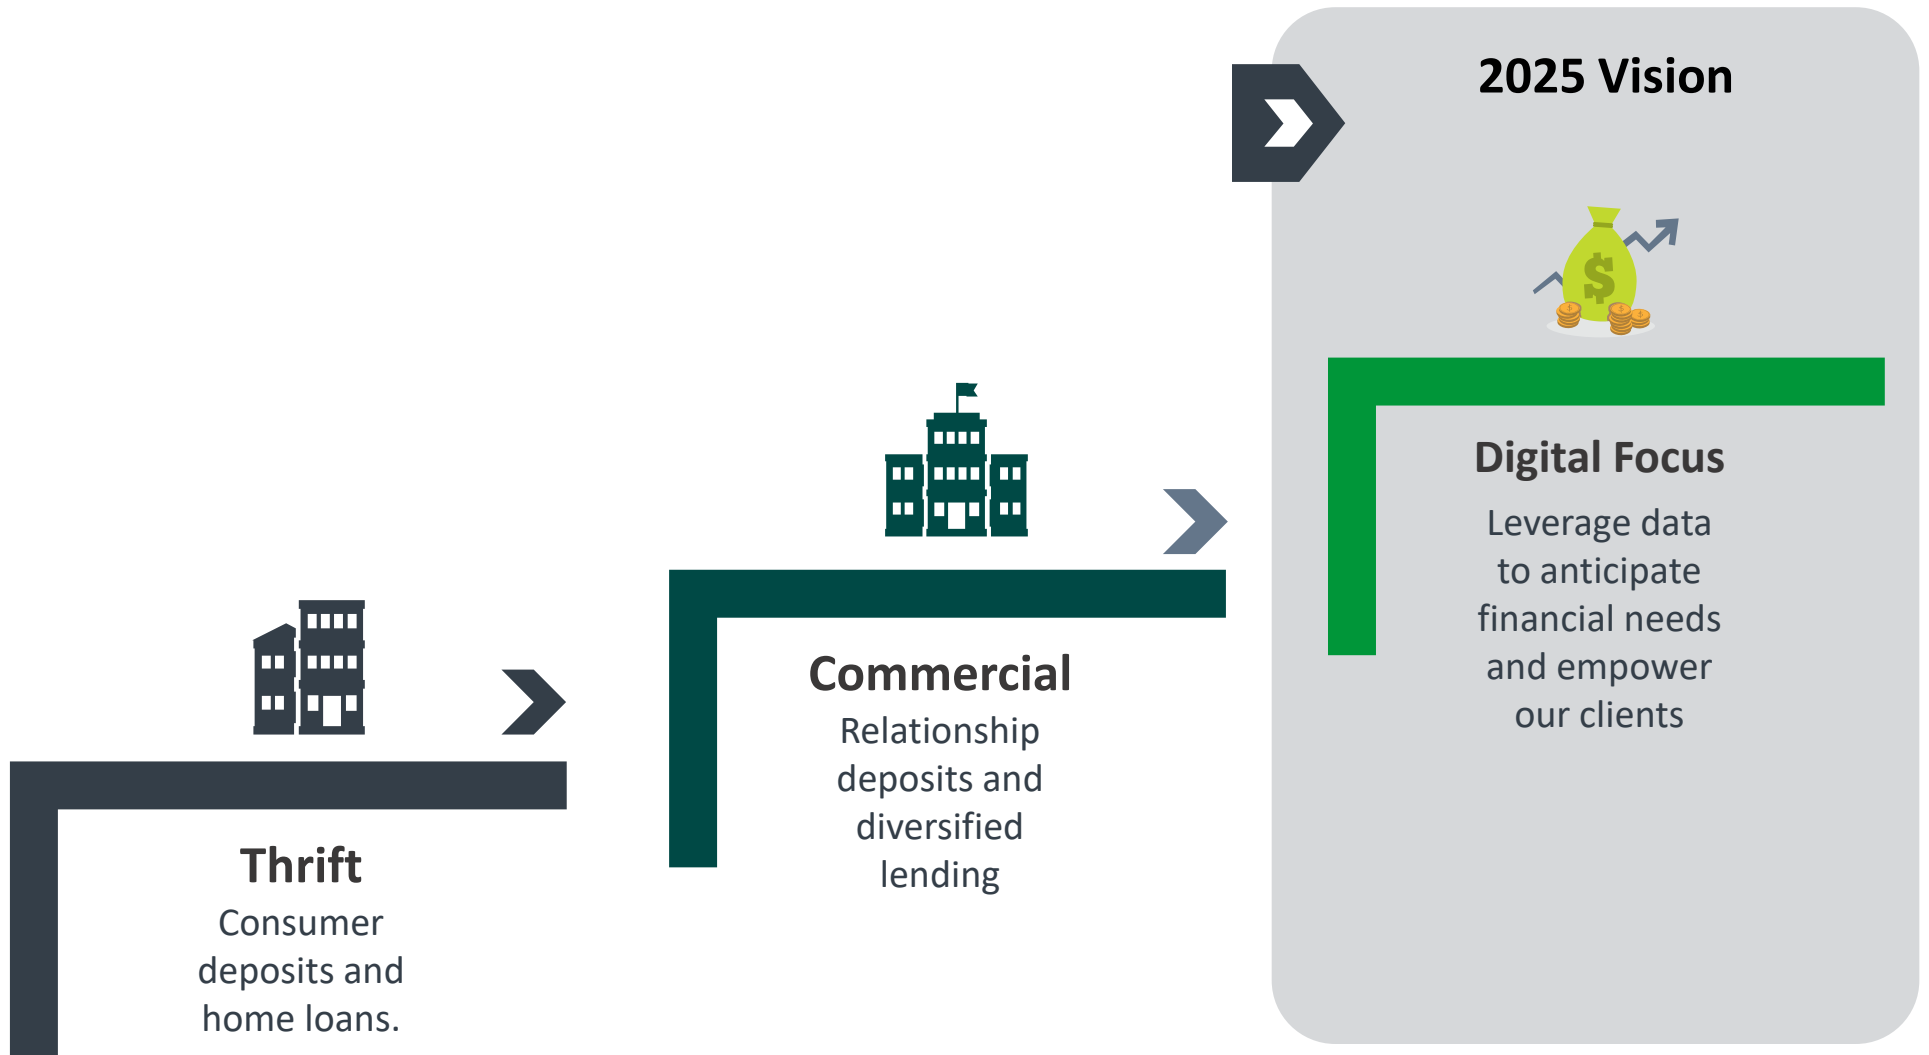 2025 Vision
Thrift
Consumer
deposits and
home loans.
Commercial
Relationship
deposits and
diversified
lending
$
Digital Focus
Leverage data
to anticipate
financial needs
and empower
our clients